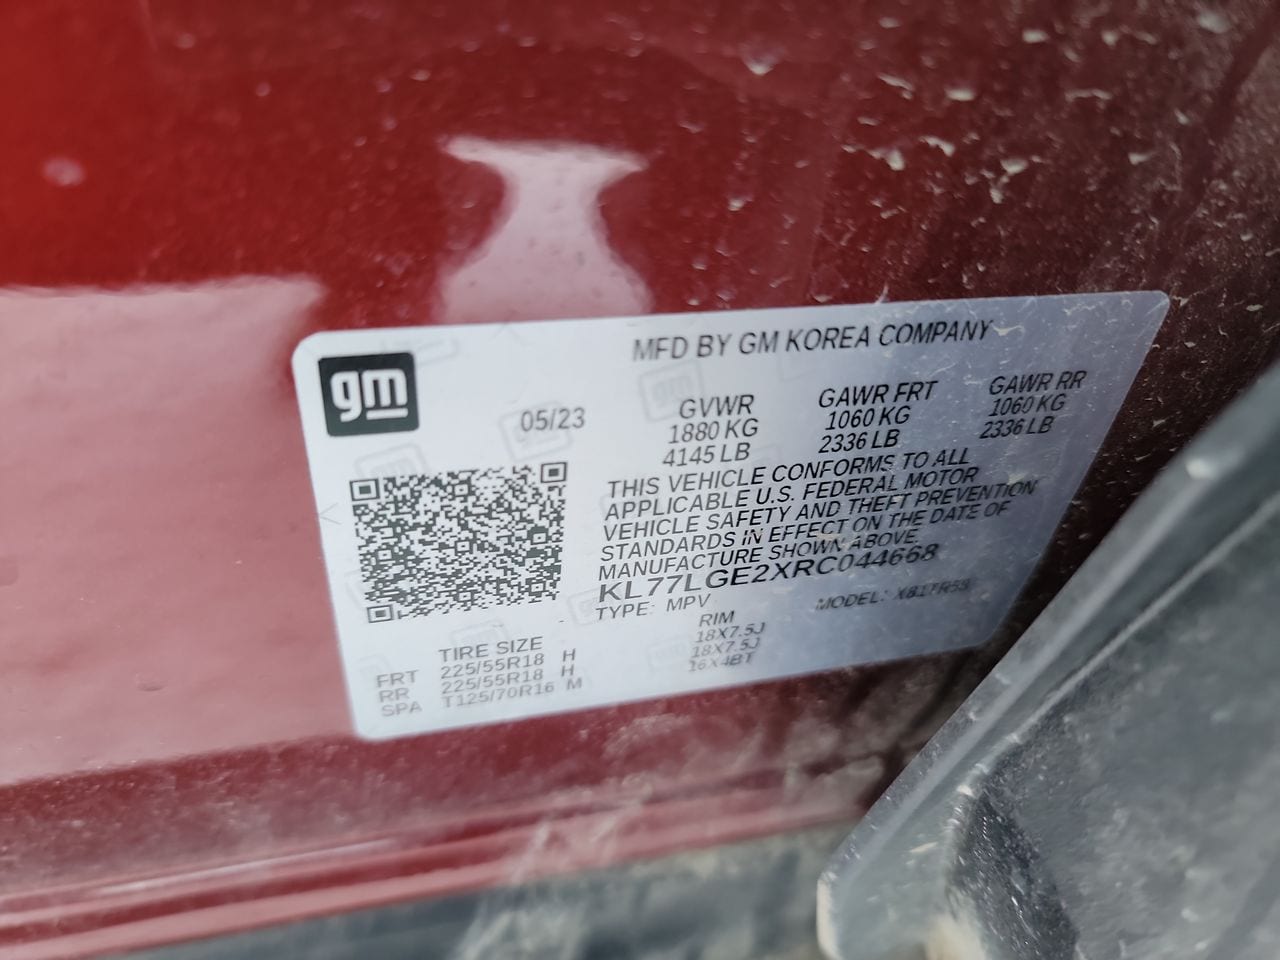 gm
MFD BY GM KOREA COMPANY
05/23
GVWR GAWR FRT GAWR RR
1880 KG 1060 KG 1060 KG
4145 LB 2336 LB 2336 LB
THIS VEHICLE CONFORMS TO ALL
APPLICABLE U.S. FEDERAL MOTOR
VEHICLE SAFETY AND THEFT PREVENTION
STANDARDS IN EFFECT ON THE DATE OF
MANUFACTURE SHOWN ABOVE.
KL77LGE2XRC044668
TYPE: MPV MODEL:
TIRE SIZE RIM
FRT 225/55R18 H 18X7.5J
RR 225/55R18 H 18X7.5J
SPA T125/70R16 M 16X4BT